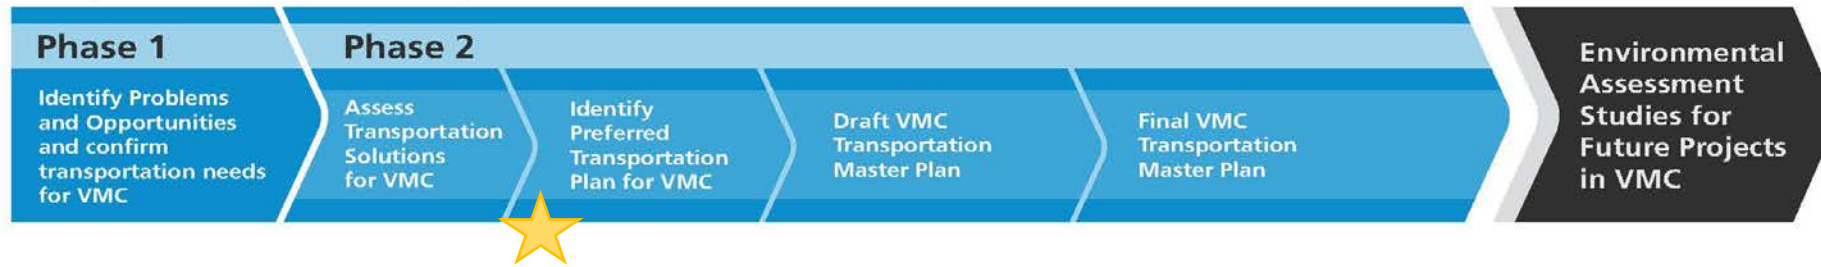 Phase 1
Identify Problems
and Opportunities
and confirm
transportation needs
for VMC
Phase 2
Assess
Transportation
Solutions
for VMC
Identify
Preferred
Transportation
Plan for VMC
Draft VMC
Transportation
Master Plan
Final VMC
Transportation
Master Plan
Environmental
Assessment
Studies for
Future Projects
in VMC